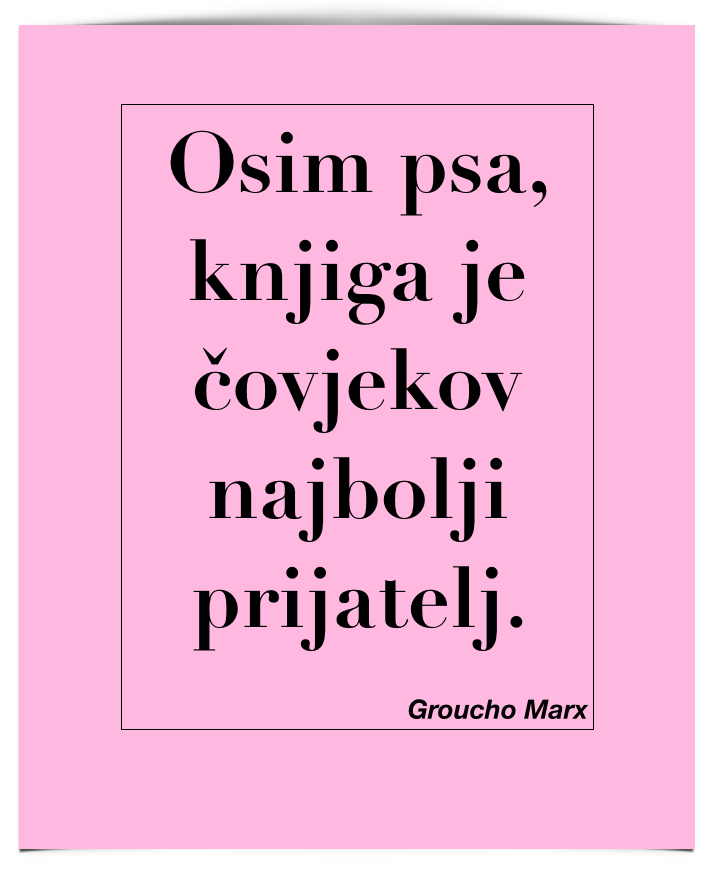 Osim psa,
knjiga je
čovjekov
najbolji
prijatelj.
Groucho Marx